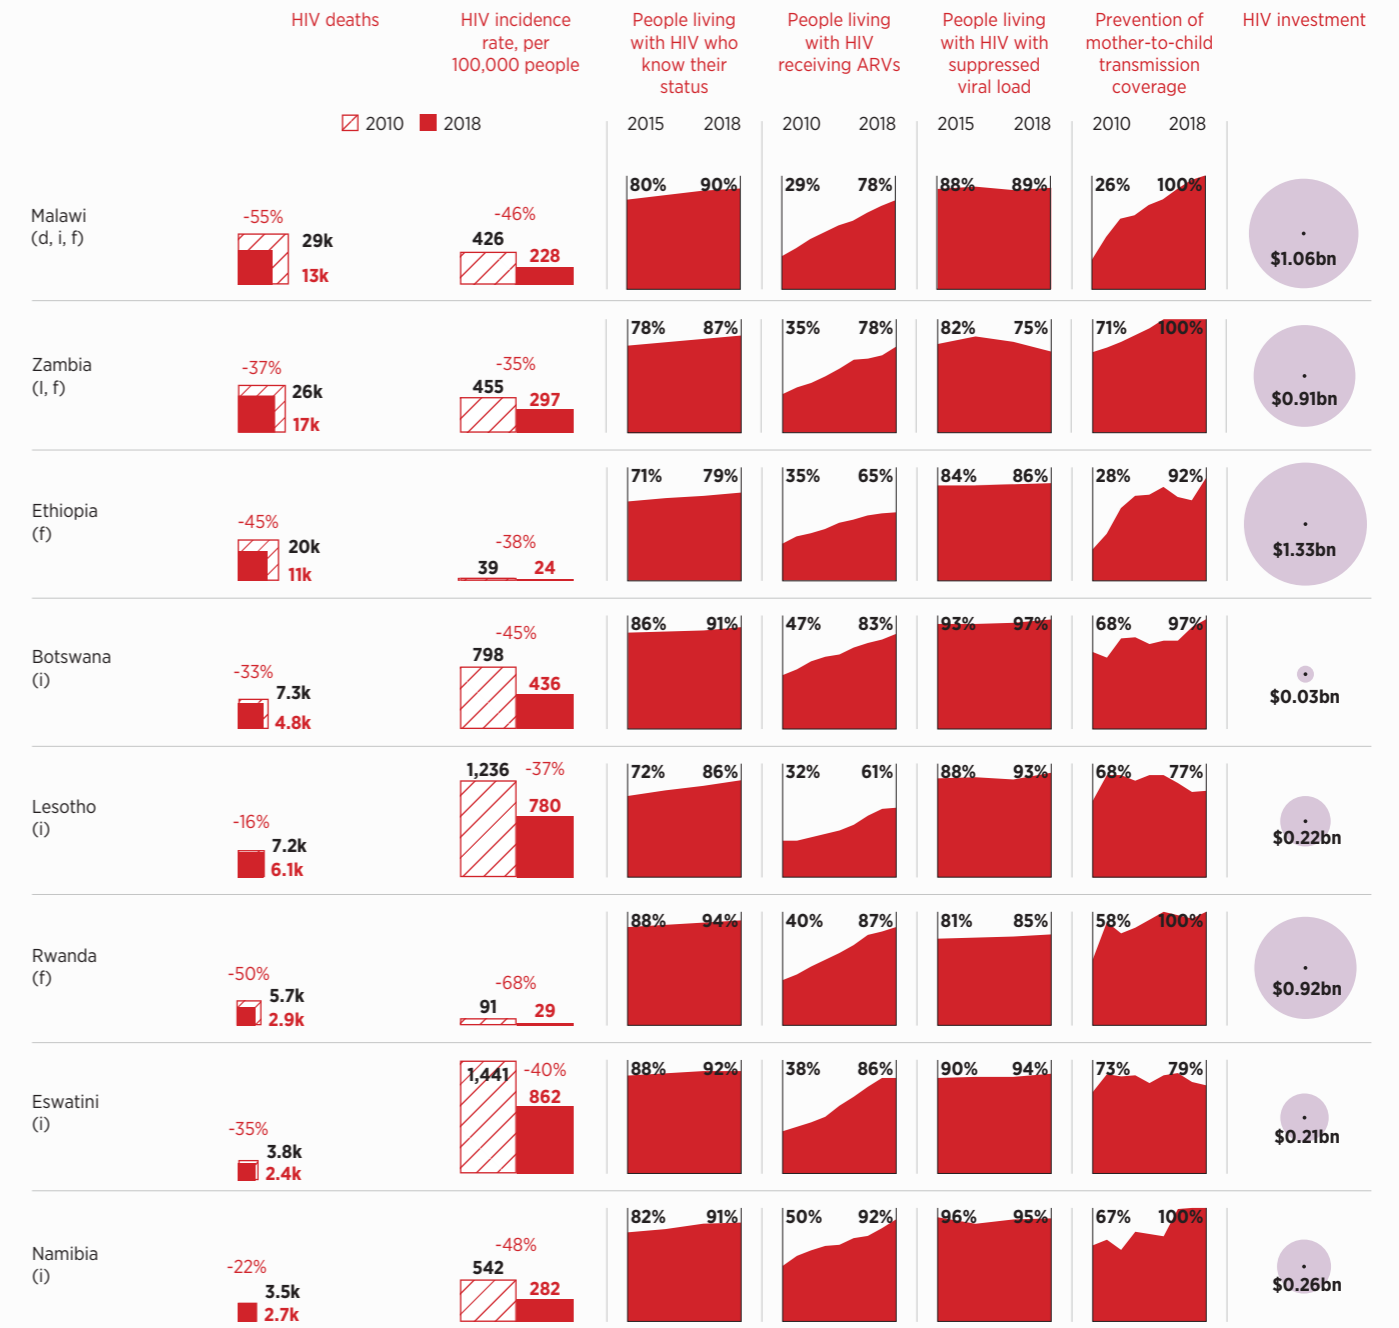 HIV deaths
HIV incidence
rate, per
100,000 people
People living
with HIV who
know their
status
People living
with HIV
receiving ARVs
People living
with HIV with
suppressed
viral load
Prevention of
mother-to-child
transmission
coverage
HIV investment
2010 2018
2015 2018
2010 2018
2015 2018
2010 2018
Malawi
(d, i, f)
-55%
29k
13k
-46%
426
228
80% 90%
29% 78%
88% 89%
26% 100%
$1.06bn
Zambia
(I, f)
-37%
26k
17k
-35%
455
297
78% 87%
35% 78%
82% 75%
71% 100%
$0.91bn
Ethiopia
(f)
-45%
20k
11k
-38%
39
24
71% 79%
35% 65%
84% 86%
28% 92%
$1.33bn
Botswana
(i)
-33%
7.3k
4.8k
-45%
798
436
86% 91%
47% 83%
93% 97%
68% 97%
$0.03bn
Lesotho
(i)
-16%
7.2k
6.1k
1,236
-37%
780
72% 86%
32% 61%
88% 93%
68% 77%
$0.22bn
Rwanda
(f)
-50%
5.7k
2.9k
-68%
91
29
88% 94%
40% 87%
81% 85%
58% 100%
$0.92bn
Eswatini
(i)
-35%
3.8k
2.4k
1,441
-40%
862
88% 92%
38% 86%
90% 94%
73% 79%
$0.21bn
Namibia
(i)
-22%
3.5k
2.7k
-48%
542
282
82% 91%
50% 92%
96% 95%
67% 100%
$0.26bn